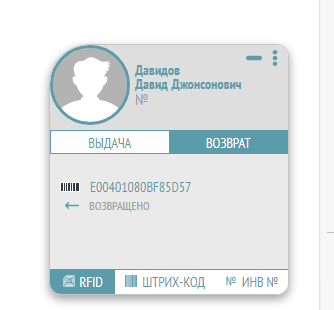 Давидов
Давид Джонсонович
№
ВЫДАЧА ВОЗВРАТ
E00401080BF85D57
ВОЗВРАЩЕНО
RFID ШТРИХ-КОД № ИНВ №